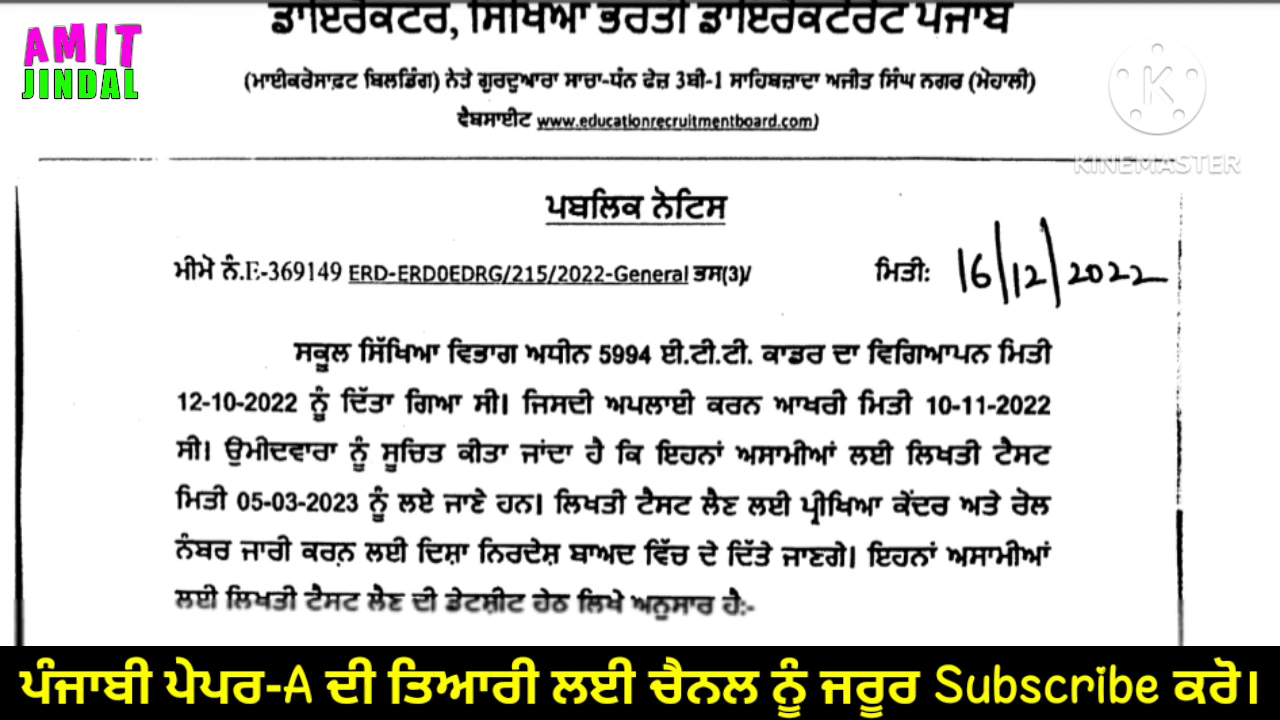 ਡਾਇਰੈਕਟਰ, ਸਿੱਖਿਆ ਭਰਤੀ ਡਾਇਰੈਕਟੋਰੇਟ ਪੰਜਾਬ
AMIT
JINDAL
(ਮਾਈਕਰੋਸਾਫ਼ਟ ਬਿਲਡਿੰਗ) ਨੇੜੇ ਗੁਰਦੁਆਰਾ ਸਾਚਾ-ਧੰਨ ਫੇਜ਼ 3ਬੀ-1 ਸਾਹਿਬਜ਼ਾਦਾ ਅਜੀਤ ਸਿੰਘ ਨਗਰ (ਮੋਹਾਲੀ)
K
ਵੈਬਸਾਈਟ www.educationrecruitmentboard.com)
KINEMASTER
ਪਬਲਿਕ ਨੋਟਿਸ
ਮੀਮੋ ਨੰ.E-369149 ERD-ERD0EDRG/215/2022-General ਭਸ(3)/ ਮਿਤੀ: 16/12/2022
ਸਕੂਲ ਸਿੱਖਿਆ ਵਿਭਾਗ ਅਧੀਨ 5994 ਈ.ਟੀ.ਟੀ. ਕਾਡਰ ਦਾ ਵਿਗਿਆਪਨ ਮਿਤੀ
12-10-2022 ਨੂੰ ਦਿੱਤਾ ਗਿਆ ਸੀ। ਜਿਸਦੀ ਅਪਲਾਈ ਕਰਨ ਆਖਰੀ ਮਿਤੀ 10-11-2022
ਸੀ। ਉਮੀਦਵਾਰਾ ਨੂੰ ਸੂਚਿਤ ਕੀਤਾ ਜਾਂਦਾ ਹੈ ਕਿ ਇਹਨਾਂ ਅਸਾਮੀਆਂ ਲਈ ਲਿਖਤੀ ਟੈਸਟ
ਮਿਤੀ 05-03-2023 ਨੂੰ ਲਏ ਜਾਣੇ ਹਨ। ਲਿਖਤੀ ਟੈਸਟ ਲੈਣ ਲਈ ਪ੍ਰੀਖਿਆ ਕੇਂਦਰ ਅਤੇ ਰੋਲ
ਨੰਬਰ ਜਾਰੀ ਕਰਨ਼ ਲਈ ਦਿਸ਼ਾ ਨਿਰਦੇਸ਼ ਬਾਅਦ ਵਿੱਚ ਦੇ ਦਿੱਤੇ ਜਾਣਗੇ। ਇਹਨਾਂ ਅਸਾਮੀਆਂ
ਲਈ ਲਿਖਤੀ ਟੈਸਟ ਲੈਣ ਦੀ ਡੇਟਸ਼ੀਟ ਹੇਠ ਲਿਖੇ ਅਨੁਸਾਰ ਹੈ:-
ਪੰਜਾਬੀ ਪੇਪਰ-A ਦੀ ਤਿਆਰੀ ਲਈ ਚੈਨਲ ਨੂੰ ਜਰੂਰ Subscribe ਕਰੋ।